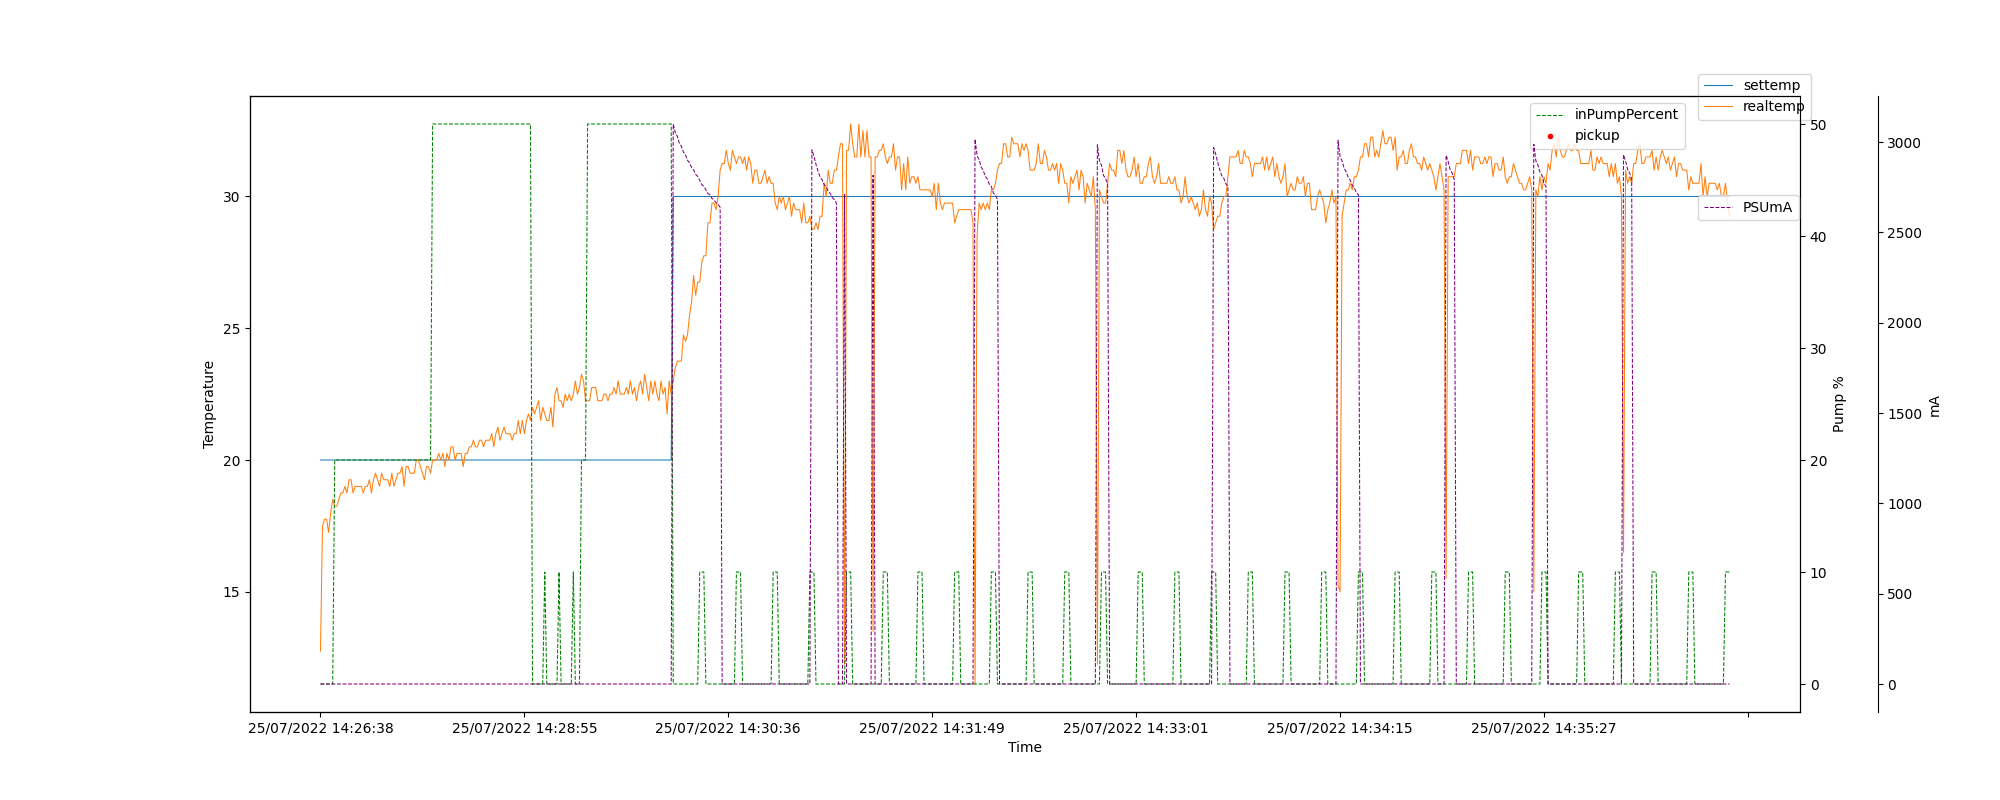 settemp
realtemp
inPumpPercent
pickup
PSUmA
30
25
20
15
Temperature
50
40
30
20
10
0
Pump %
3000
2500
2000
1500
1000
500
0
mA
25/07/2022 14:26:38
25/07/2022 14:28:55
25/07/2022 14:30:36
25/07/2022 14:31:49
25/07/2022 14:33:01
25/07/2022 14:34:15
25/07/2022 14:35:27
Time